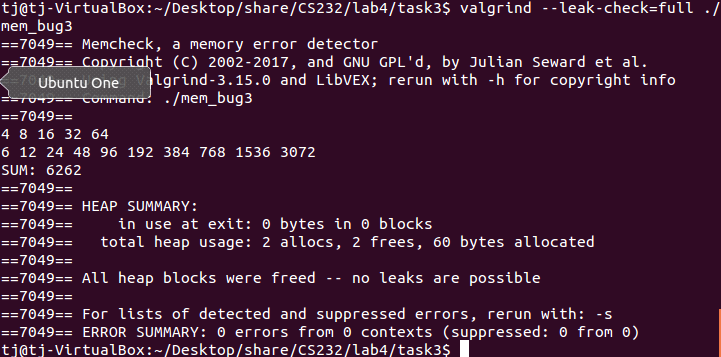 tj@tj-VirtualBox:~/Desktop/share/CS232/lab4/task3$ valgrind --leak-check=full ./
mem_bug3
==7049== Memcheck, a memory error detector
==7049== Copyright (C) 2002-2017, and GNU GPL'd, by Julian Seward et al.
Valgrind-3.15.0 and LibVEX; rerun with -h for copyright info
Ubuntu One
./mem_bug3
==7049==
4 8 16 32 64
6 12 24 48 96 192 384 768 1536 3072
SUM: 6262
==7049==
==7049== HEAP SUMMARY:
==7049==     in use at exit: 0 bytes in 0 blocks
==7049==   total heap usage: 2 allocs, 2 frees, 60 bytes allocated
==7049==
==7049== All heap blocks were freed -- no leaks are possible
==7049==
==7049== For lists of detected and suppressed errors, rerun with: -s
==7049== ERROR SUMMARY: 0 errors from 0 contexts (suppressed: 0 from 0)
tj@tj-VirtualBox:~/Desktop/share/CS232/lab4/task3$